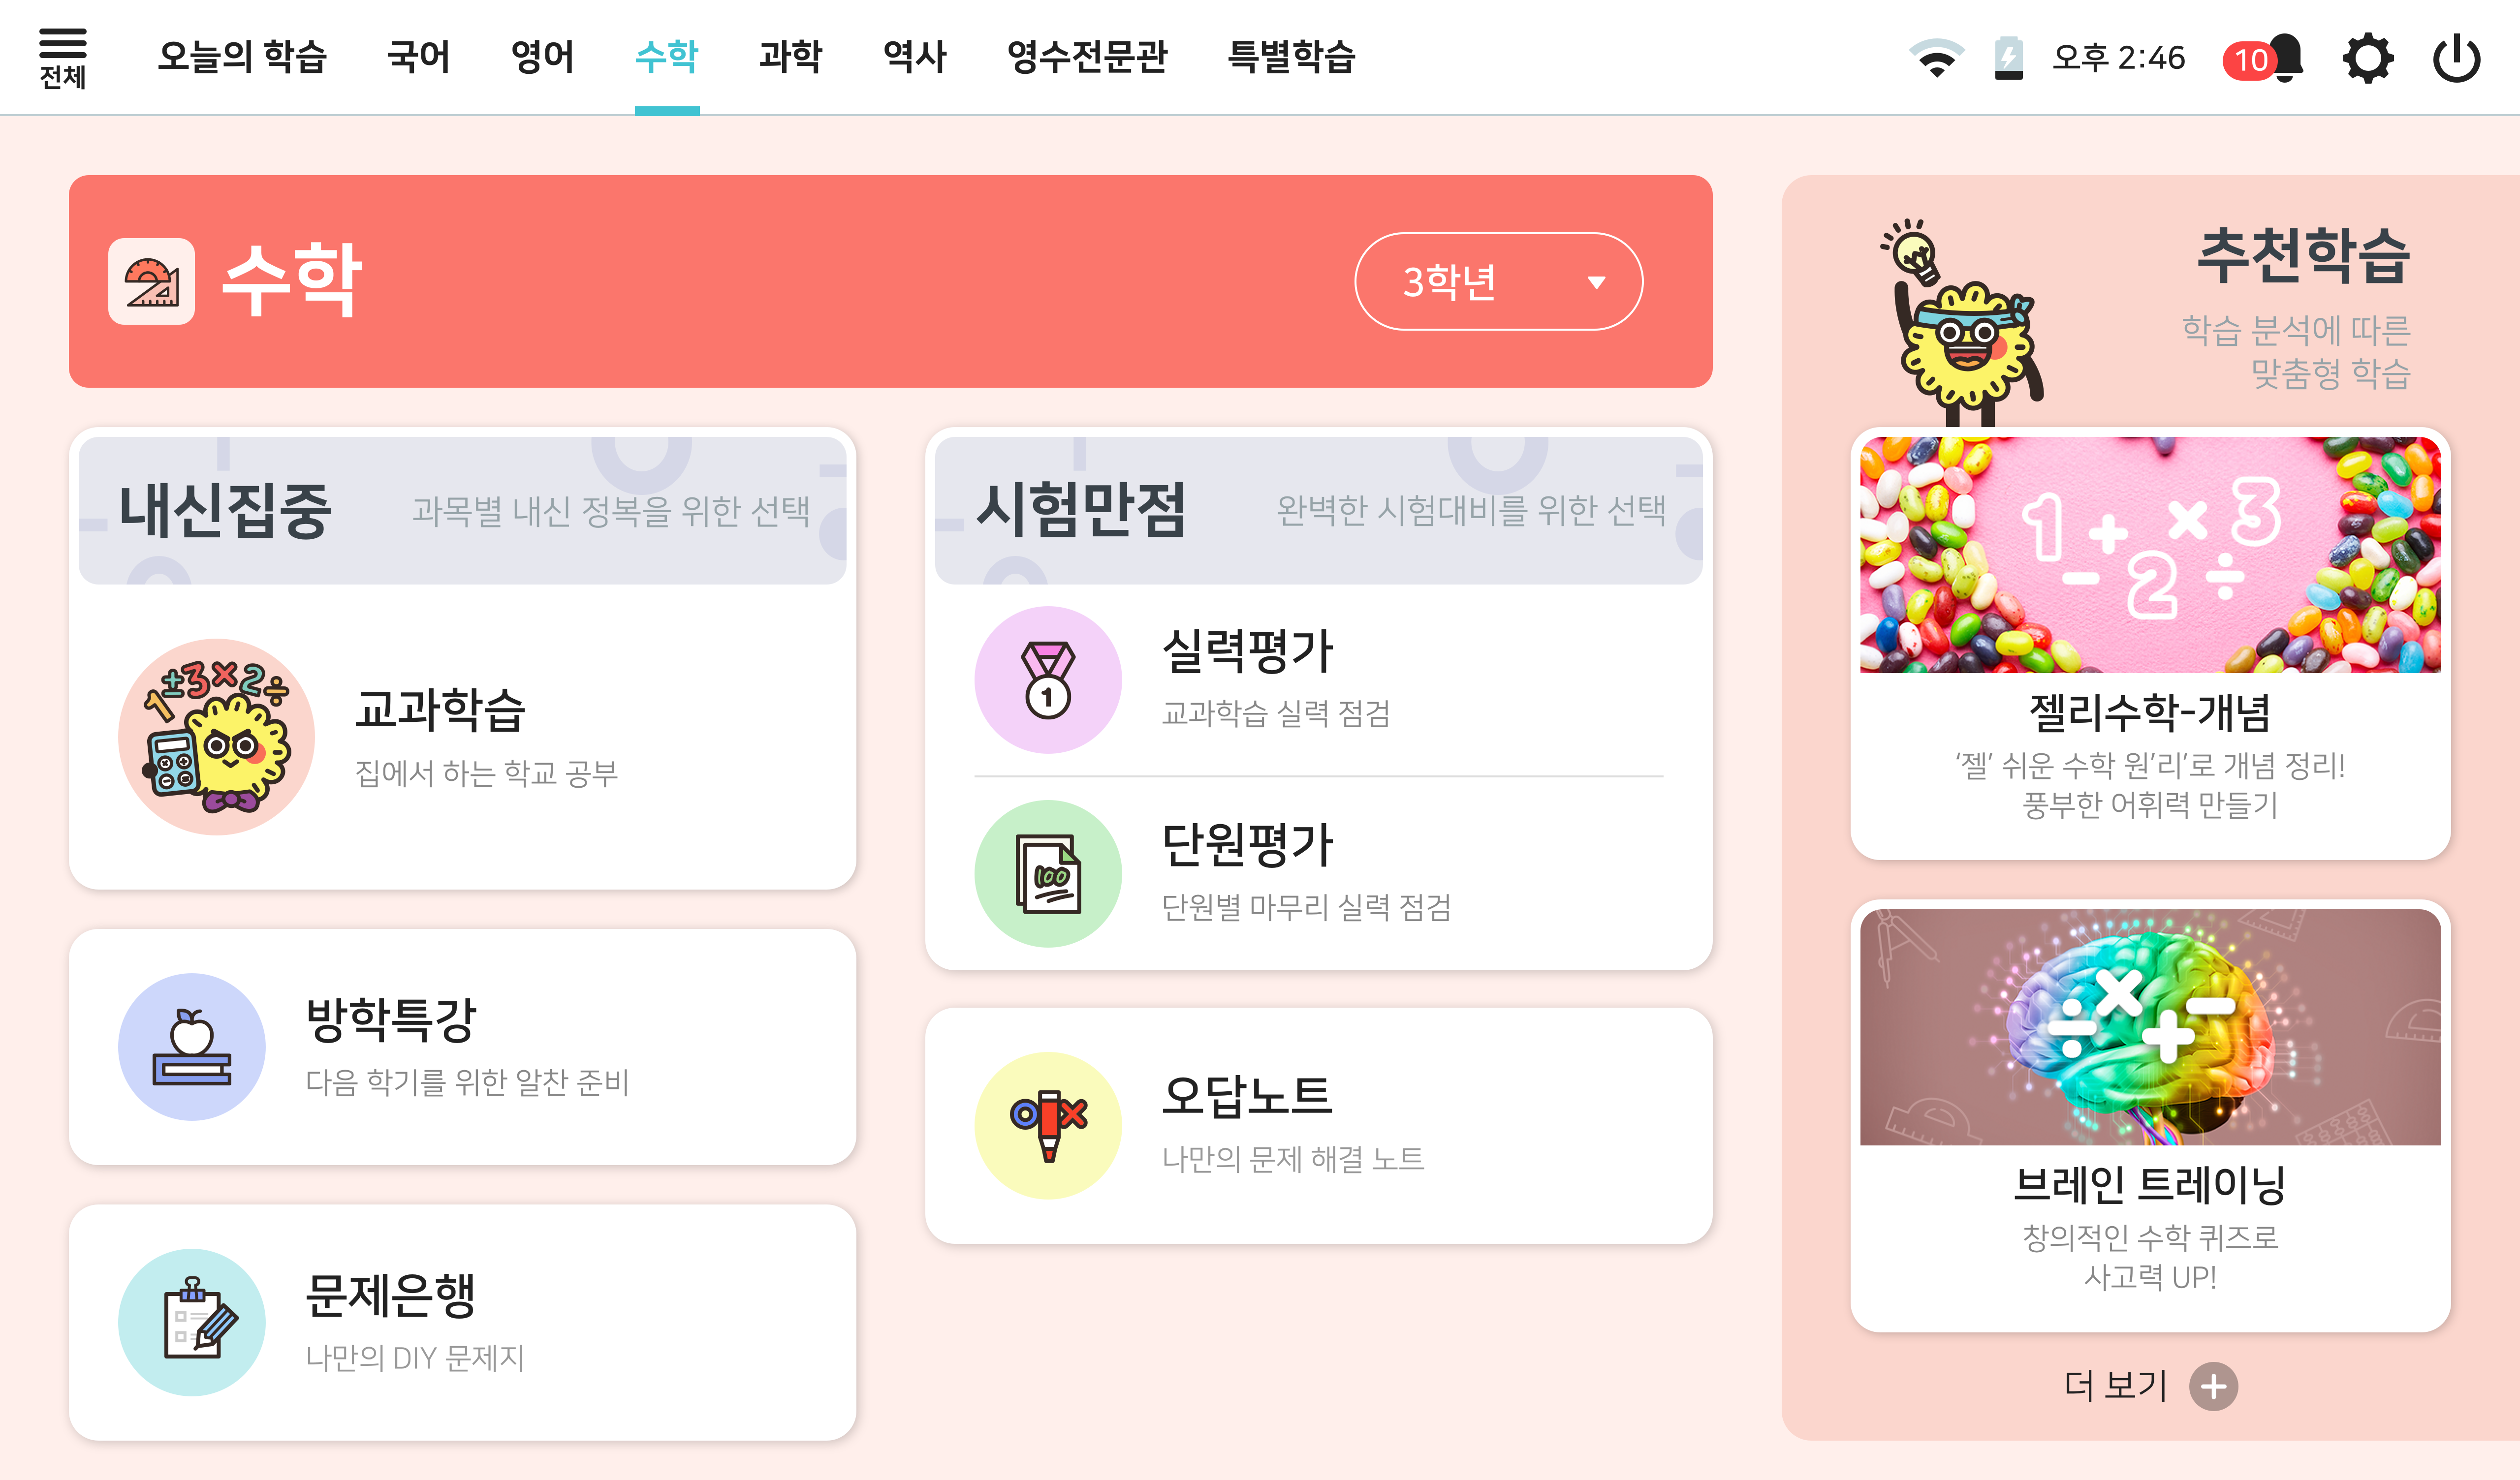 전체
오늘의 학습
국어
영어
수학
과학
역사
영수전문관
특별학습
오후 2:46
10
수학
3학년
내신집중
과목별 내신 정복을 위한 선택
교과학습
집에서 하는 학교 공부
방학특강
다음 학기를 위한 알찬 준비
문제은행
나만의 DIY 문제지
시험만점
완벽한 시험대비를 위한 선택
1
실력평가
교과학습 실력 점검
100
단원평가
단원별 마무리 실력 점검
오답노트
나만의 문제 해결 노트
추천학습
학습 분석에 따른
맞춤형 학습
1 + × 3
- 2 ÷
젤리수학-개념
‘젤’ 쉬운 수학 원’리’로 개념 정리!
풍부한 어휘력 만들기
÷ × + -
브레인 트레이닝
창의적인 수학 퀴즈로
사고력 UP!
더 보기
1 ± 3 × 2 ÷